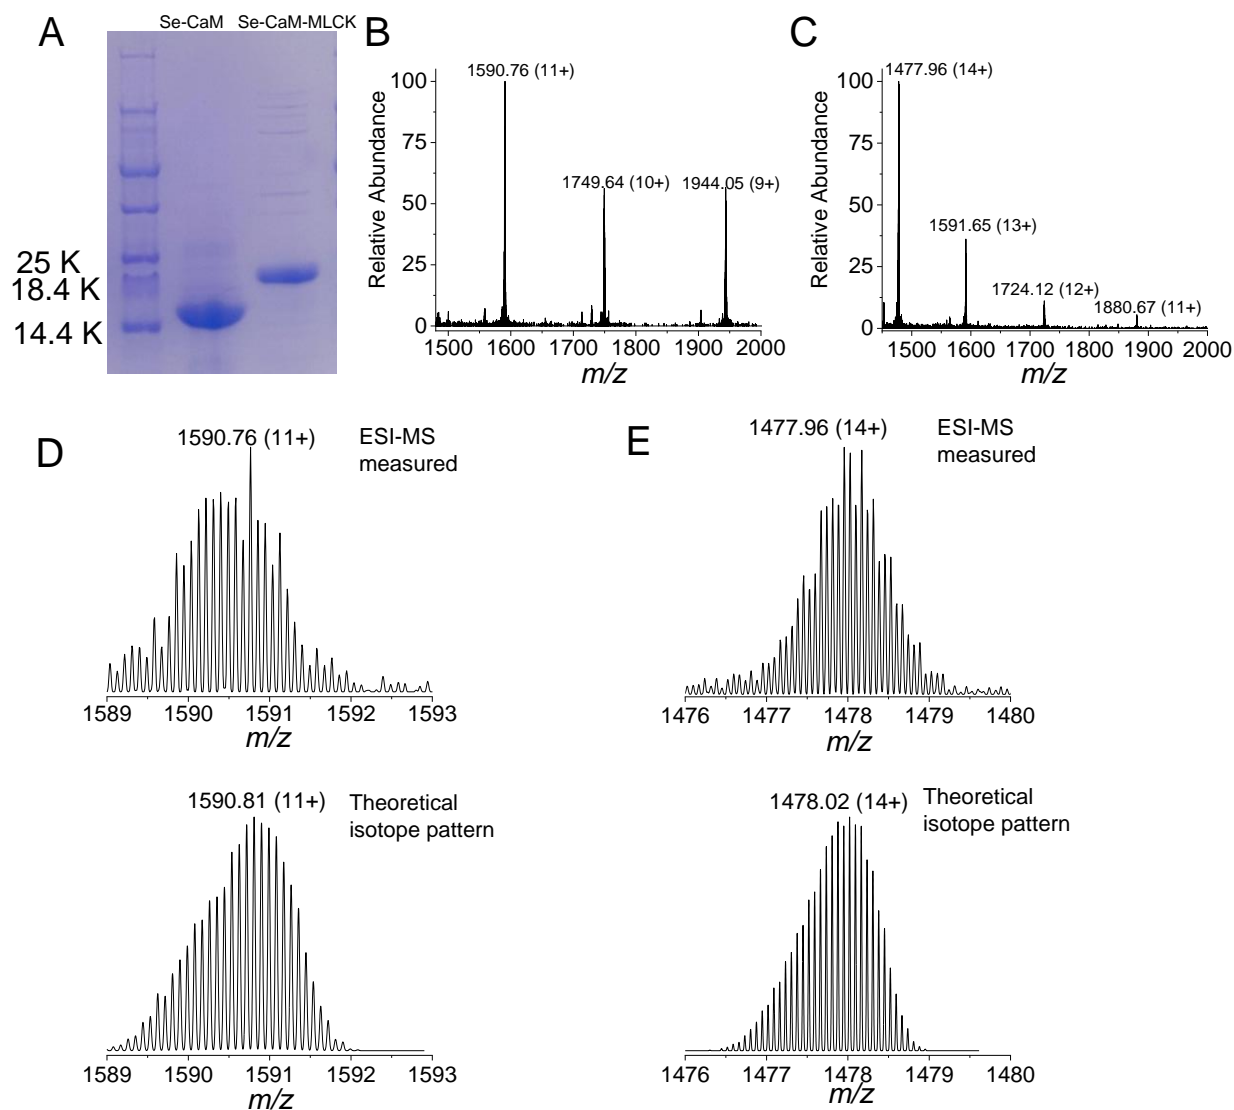 A
Se-CaM Se-CaM-MLCK
25 K
18.4 K
14.4 K
B
1590.76 (11+)
1749.64 (10+)
1944.05 (9+)
Relative Abundance
100
75
50
25
0
1500 1600 1700 1800 1900 2000
m/z
C
1477.96 (14+)
1591.65 (13+)
1724.12 (12+)
1880.67 (11+)
Relative Abundance
100
75
50
25
0
1500 1600 1700 1800 1900 2000
m/z
D
1590.76 (11+)
ESI-MS
measured
1589 1590 1591 1592 1593
m/z
1590.81 (11+)
Theoretical
isotope pattern
1589 1590 1591 1592 1593
m/z
E
1477.96 (14+)
ESI-MS
measured
1476 1477 1478 1479 1480
m/z
1478.02 (14+)
Theoretical
isotope pattern
1476 1477 1478 1479 1480
m/z